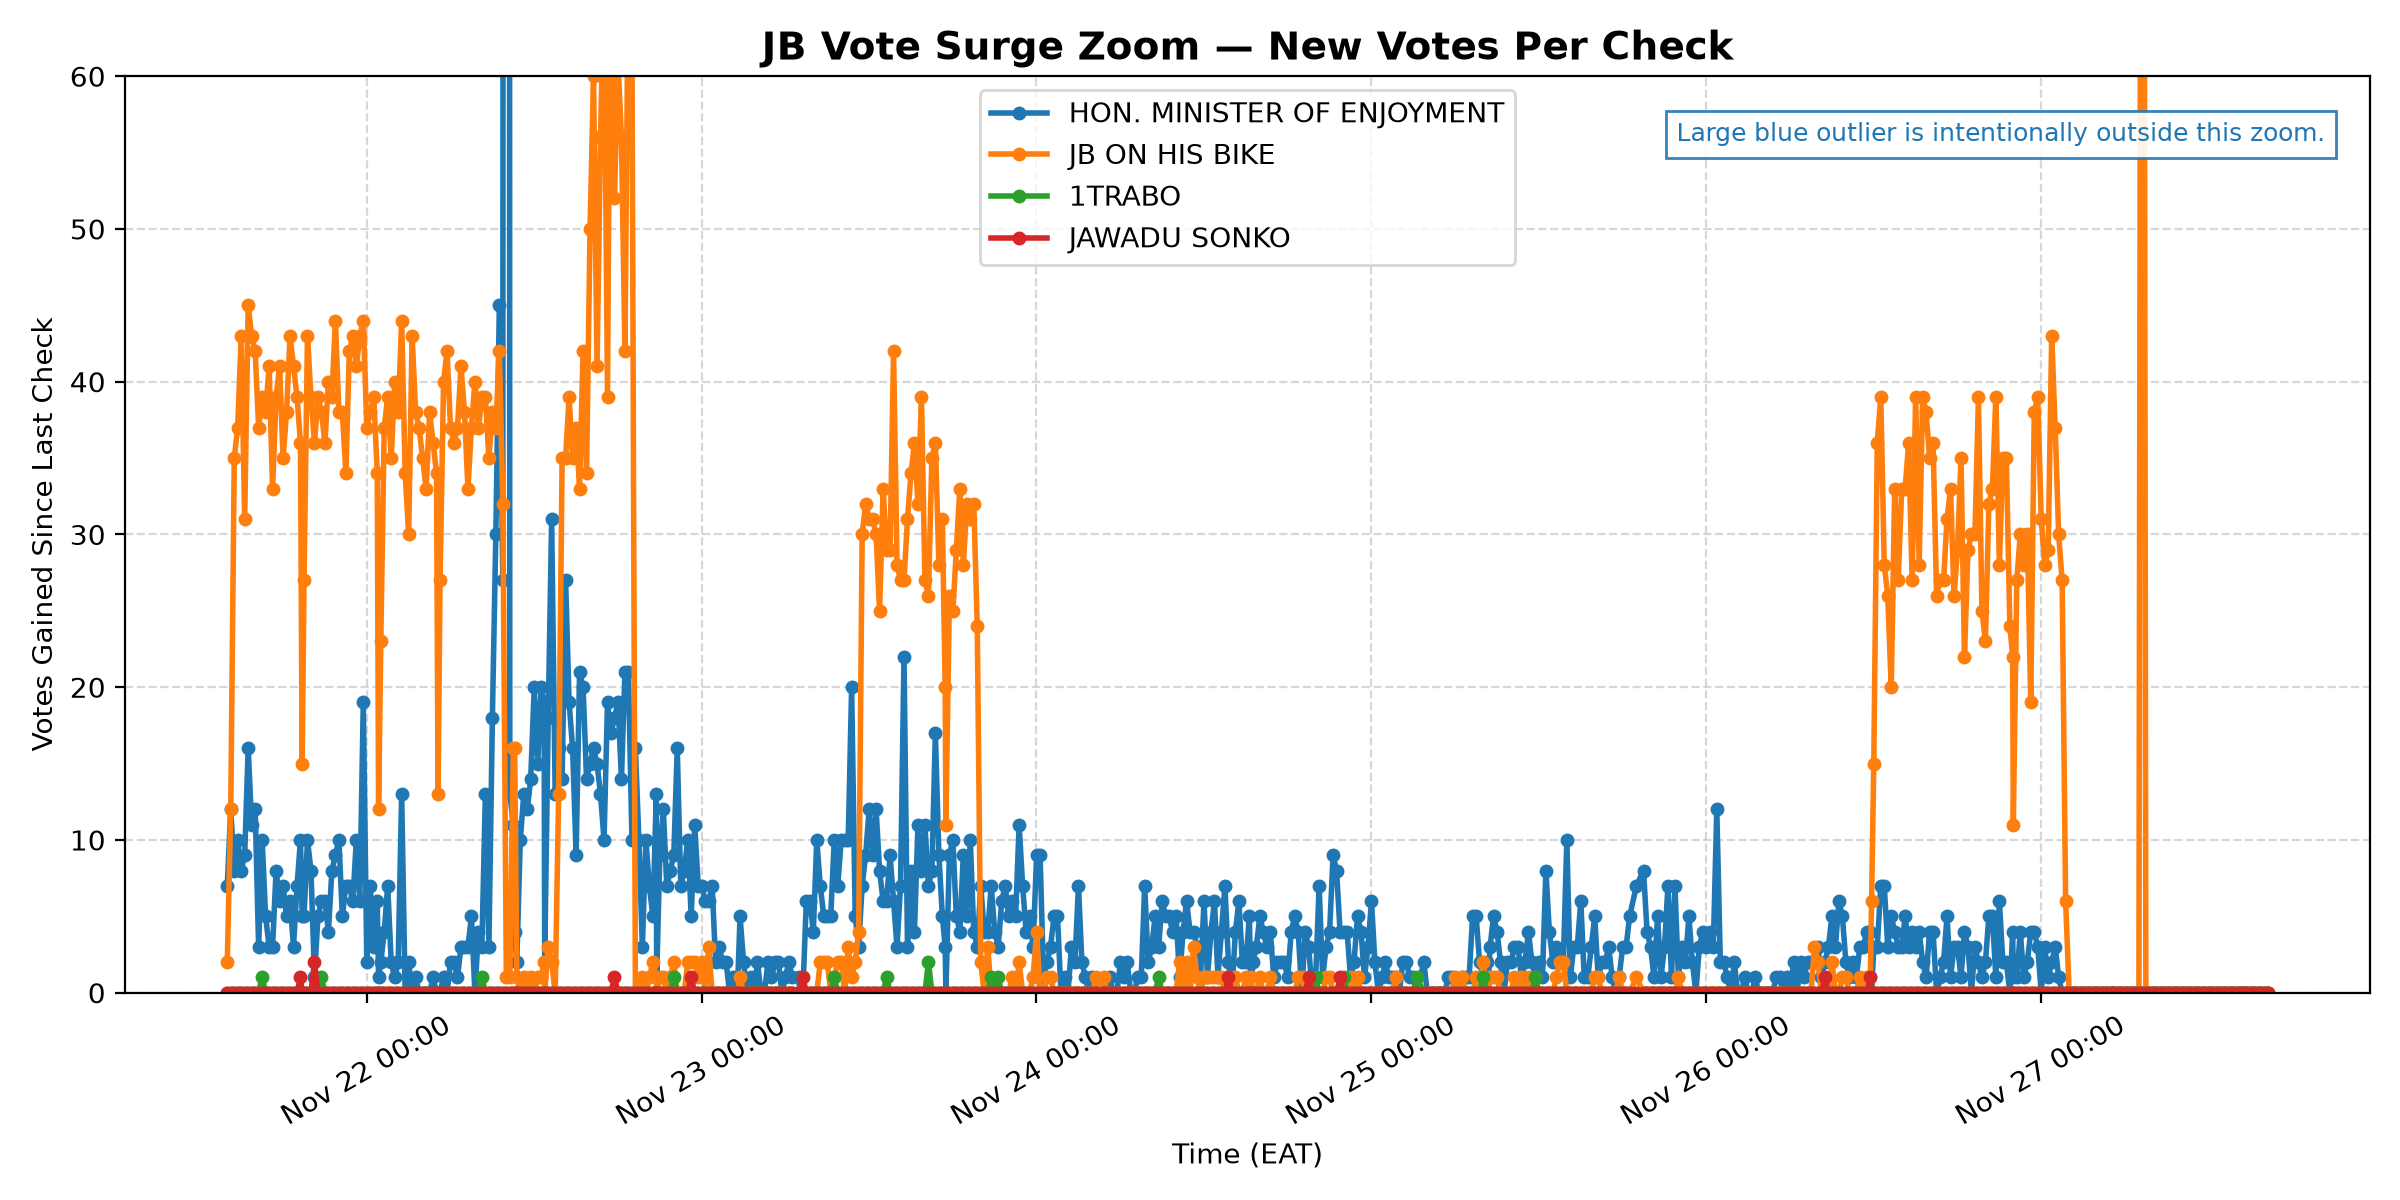 JB Vote Surge Zoom — New Votes Per Check
60
50
40
30
20
10
0
Votes Gained Since Last Check
HON. MINISTER OF ENJOYMENT
JB ON HIS BIKE
1TRABO
JAWADU SONKO
Large blue outlier is intentionally outside this zoom.
Nov 22 00:00
Nov 23 00:00
Nov 24 00:00
Nov 25 00:00
Nov 26 00:00
Nov 27 00:00
Time (EAT)